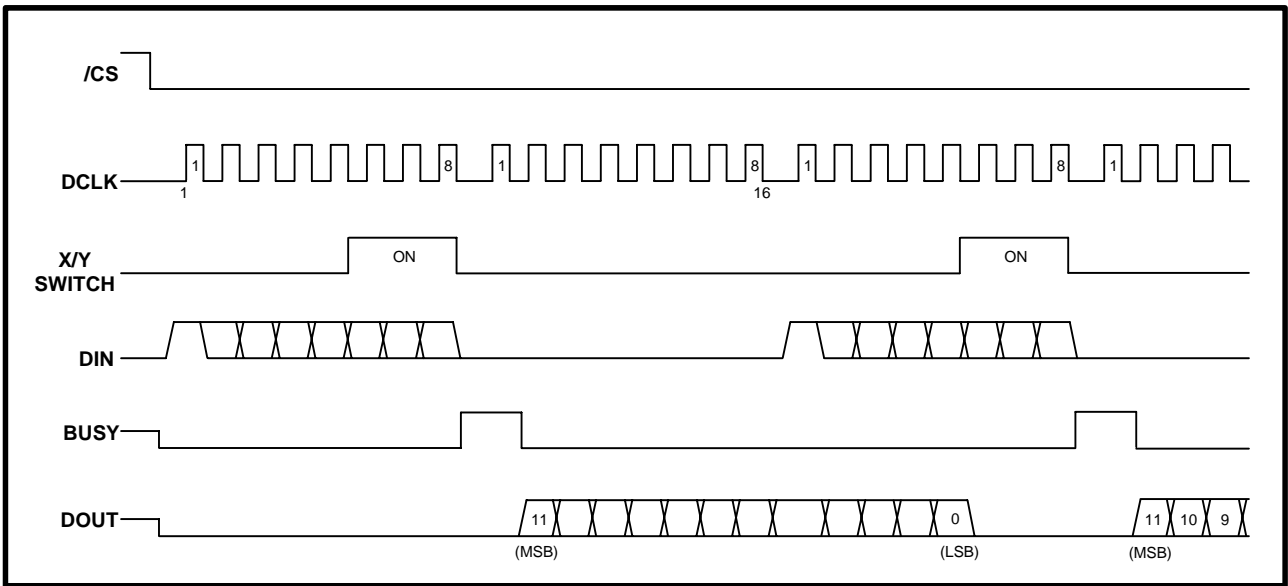 /CS
DCLK
1 8 1 8 1 8 1
1 16
X/Y
SWITCH
ON ON
DIN
BUSY
DOUT
11 0 11 10 9
(MSB) (LSB) (MSB)